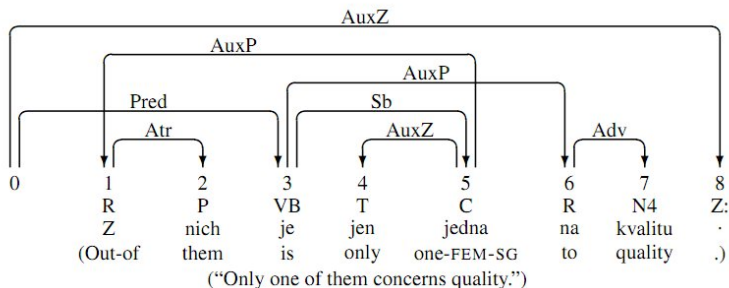 AuxZ
AuxP
AuxP
Pred Sb
Atr AuxZ Adv
0 1 2 3 4 5 6 7 8
R P VB T C R N4 Z:
Z nich je jen jedna na kvalitu .
(Out-of them is only one-FEM-SG to quality .)
(“Only one of them concerns quality.”)